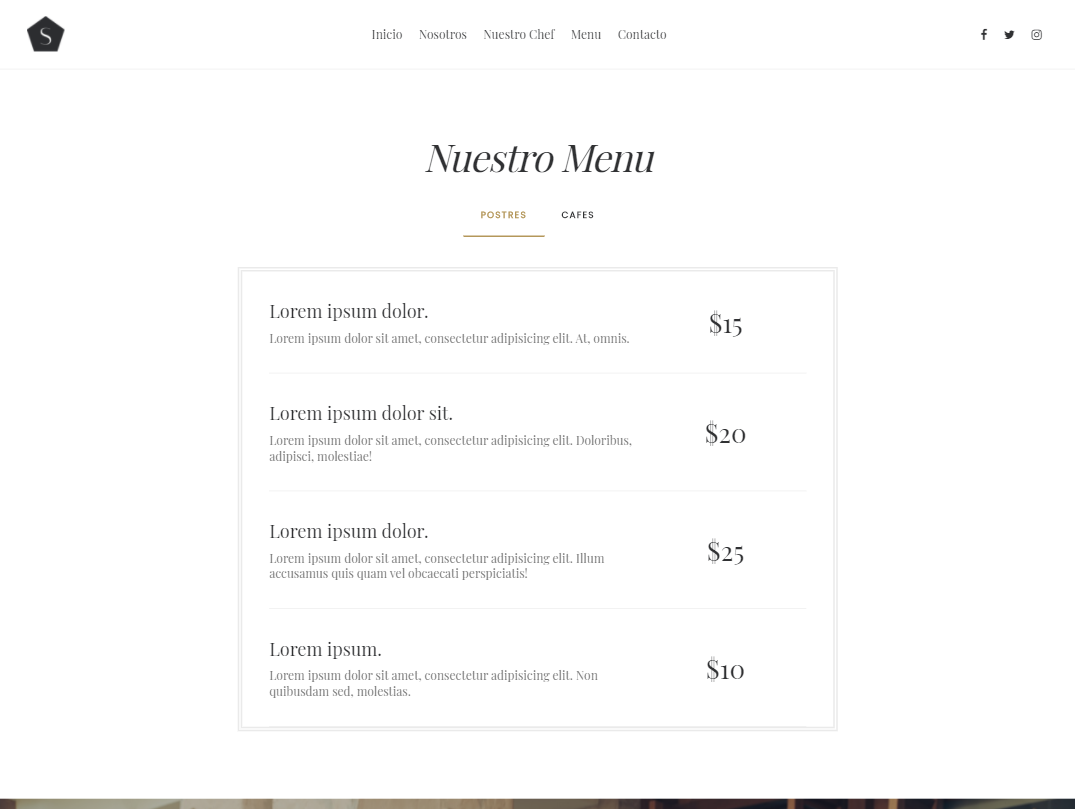 S
Inicio Nosotros Nuestro Chef Menu Contacto
Nuestro Menu
POSTRES CAFES
Lorem ipsum dolor.
$15
Lorem ipsum dolor sit amet, consectetur adipisicing elit. At, omnis.
Lorem ipsum dolor sit.
$20
Lorem ipsum dolor sit amet, consectetur adipisicing elit. Doloribus,
adipisci, molestiae!
Lorem ipsum dolor.
$25
Lorem ipsum dolor sit amet, consectetur adipisicing elit. Illum
accusamus quis quam vel obcaecati perspiciatis!
Lorem ipsum.
$10
Lorem ipsum dolor sit amet, consectetur adipisicing elit. Non
quibusdam sed, molestias.